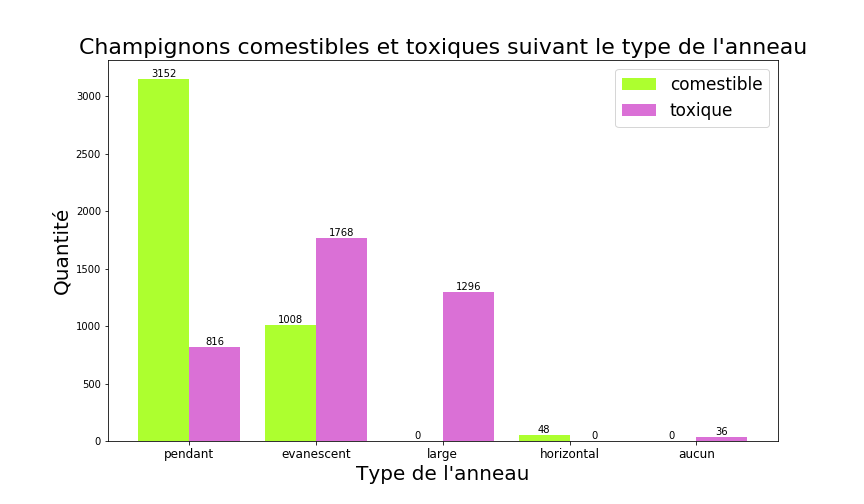 Champignons comestibles et toxiques suivant le type de l'anneau
comestible
toxique
Quantité
3000
2500
2000
1500
1000
500
0
3152
816
1008
1768
0
1296
48
0
0
36
pendant
evanescent
large
horizontal
aucun
Type de l'anneau